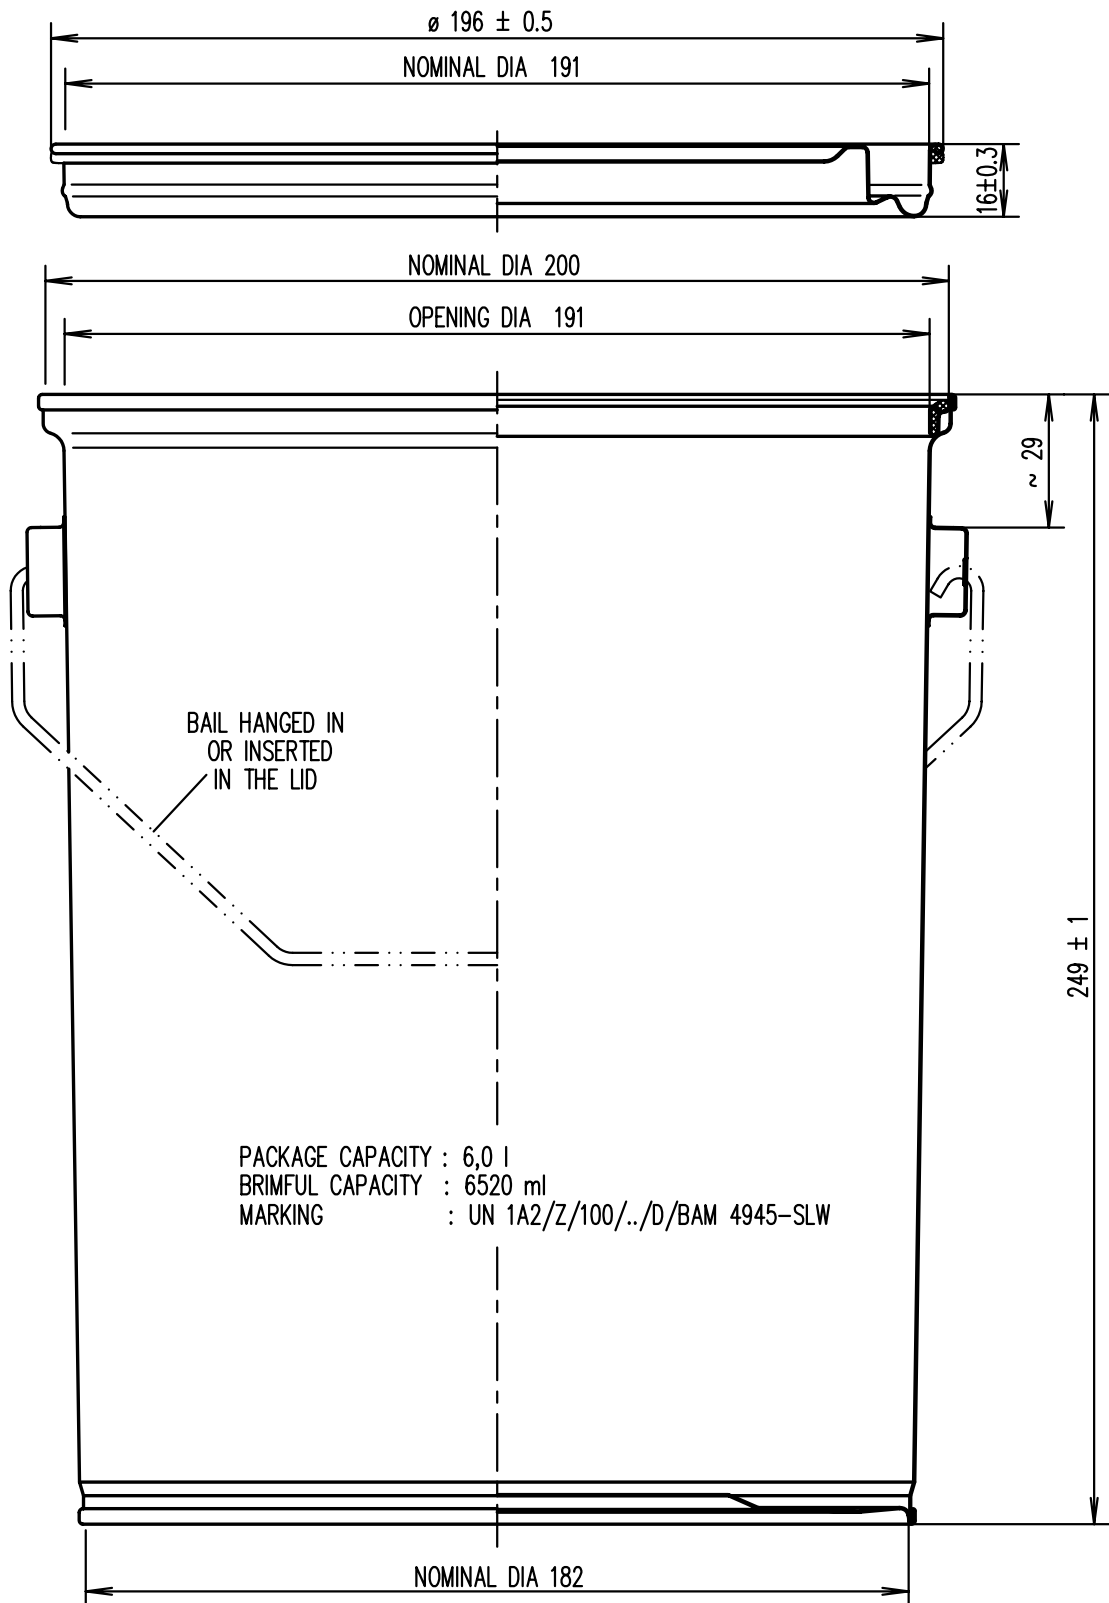 ø 196 ± 0.5
NOMINAL DIA 191
16±0.3
NOMINAL DIA 200
OPENING DIA 191
~ 29
BAIL HANGED IN
OR INSERTED
IN THE LID
249 ± 1
PACKAGE CAPACITY : 6,0 l
BRIMFUL CAPACITY : 6520 ml
MARKING : UN 1A2/Z/100/../D/BAM 4945-SLW
NOMINAL DIA 182